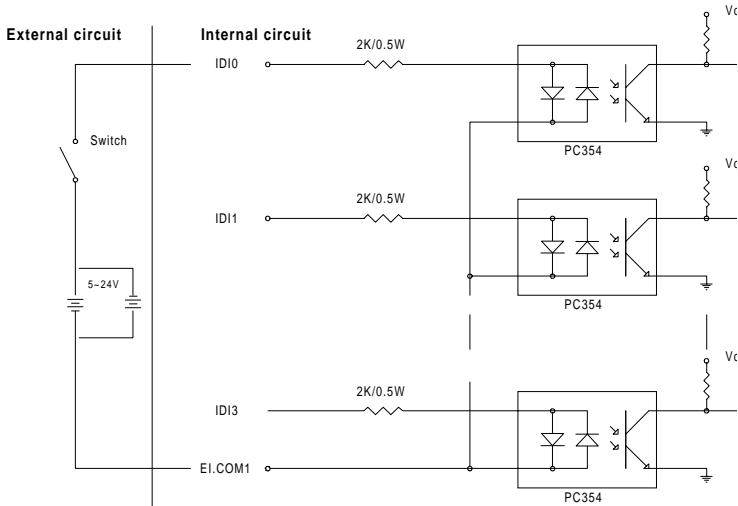 External circuit
Internal circuit
IDI0
2K/0.5W
PC354
Switch
IDI1
2K/0.5W
PC354
5~24V
IDI3
2K/0.5W
PC354
EI.COM1